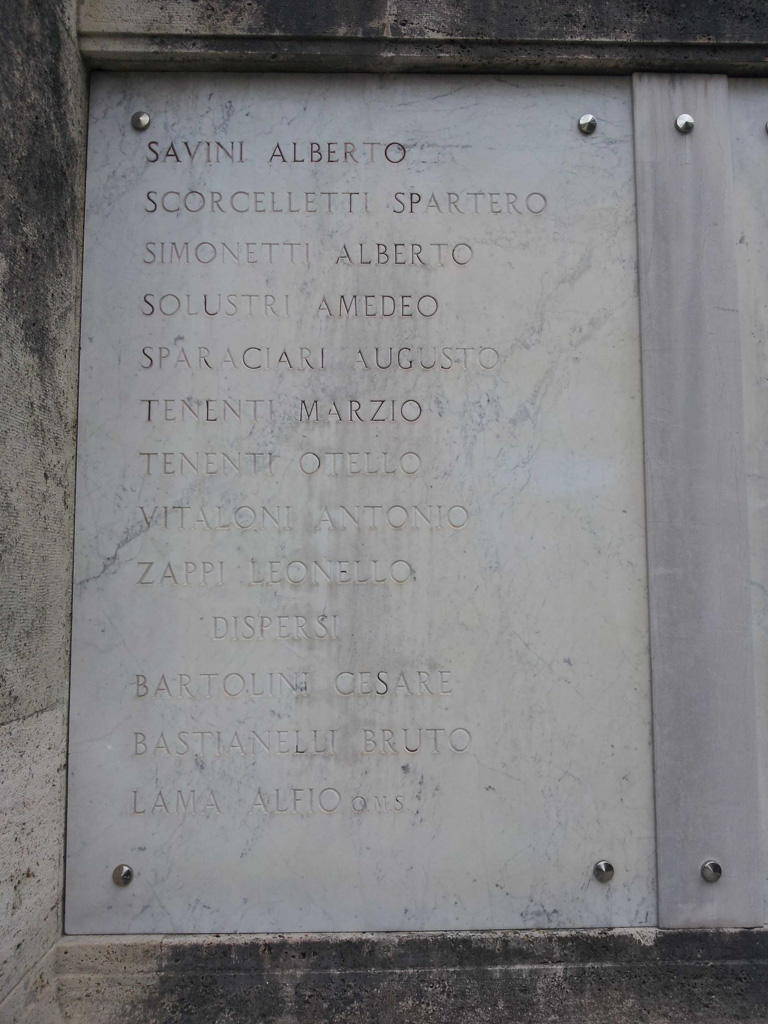 SAVINI ALBERTO
SCORCELLETTI SPARTERO
SIMONETTI ALBERTO
SOLUSTRI AMEDEO
SPARACIARI AUGUSTO
TENENTI MARZIO
TENENTI OTELLO
VITALONI ANTONIO
ZAPPI LEONELLO
DISPERSI
BARTOLINI CESARE
BASTIANELLI BRUTO
LAMA ALFIO